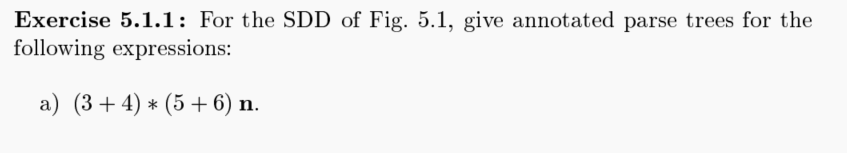 Exercise 5.1.1: For the SDD of Fig. 5.1, give annotated parse trees for the
following expressions:
a) (3 + 4) ∗ (5 + 6) n.